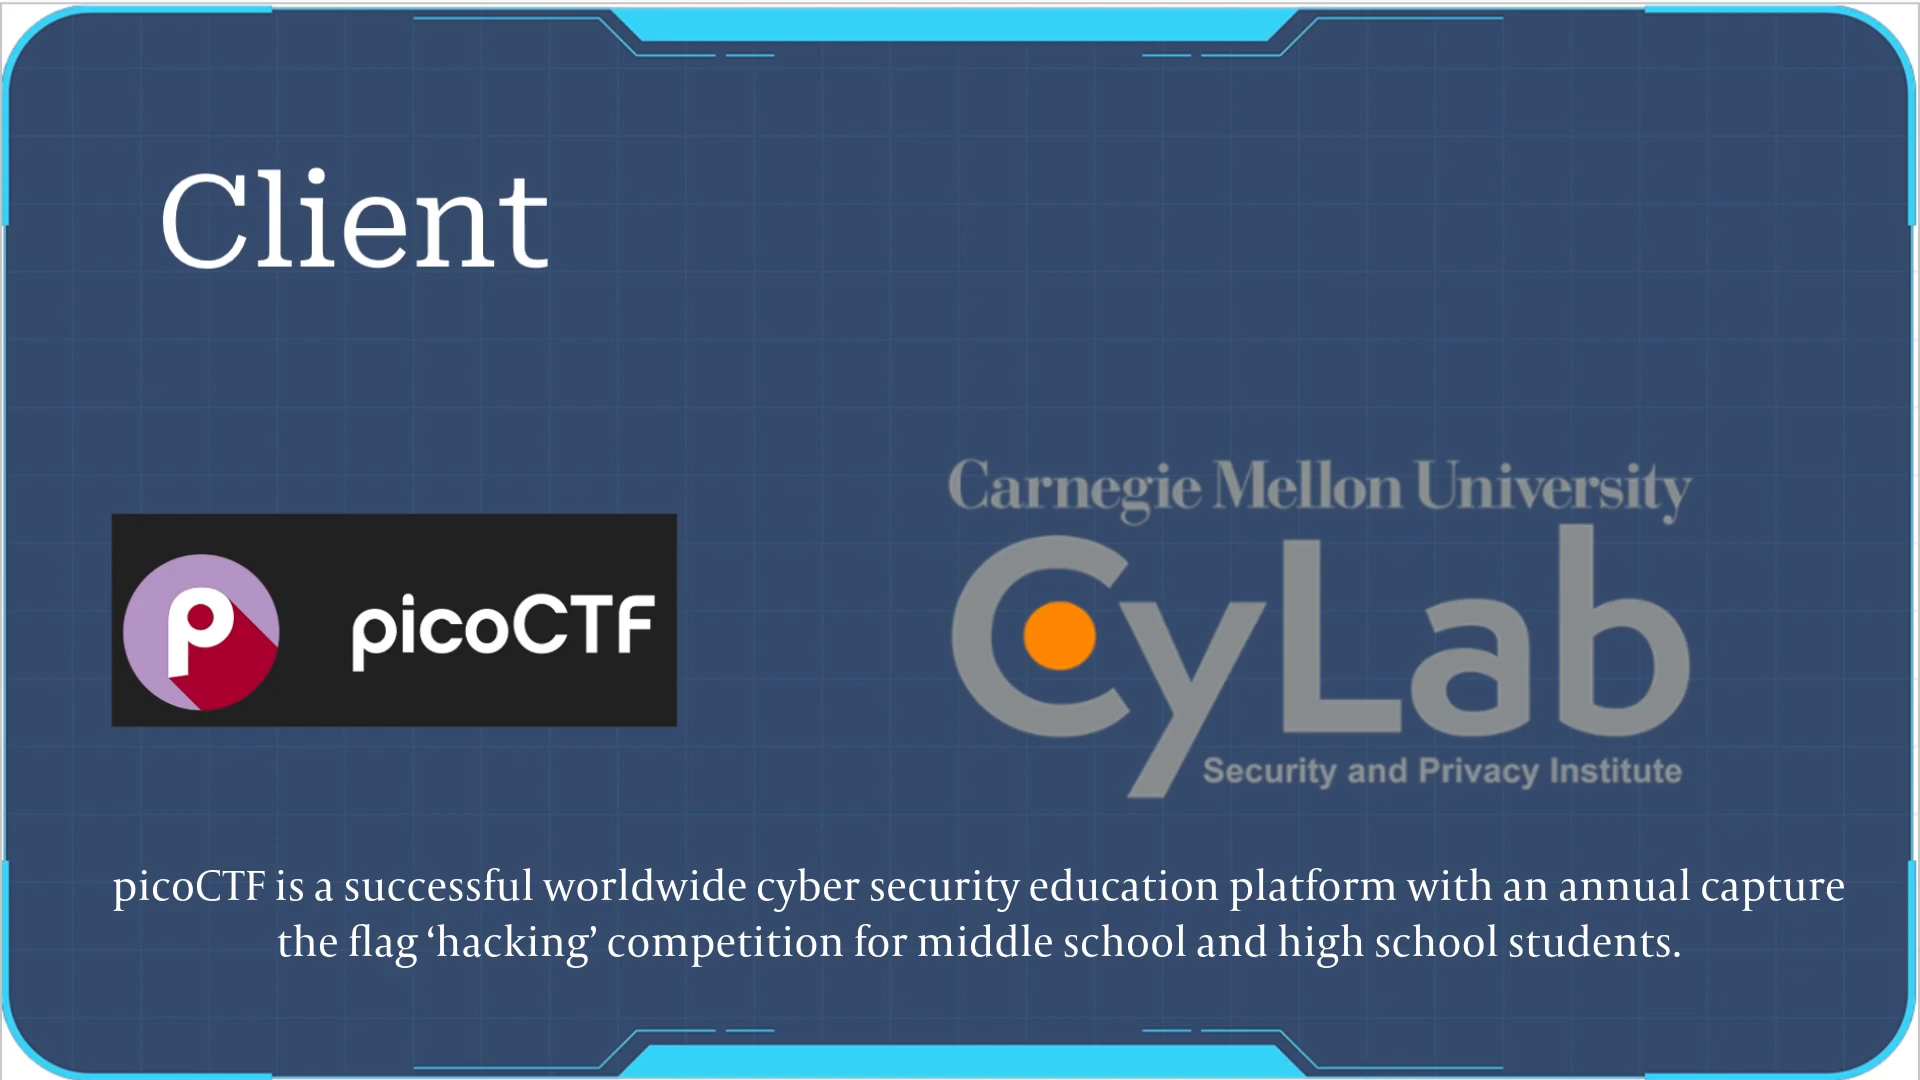 Client
Carnegie Mellon University
p picoCTF
CyLab
Security and Privacy Institute
picoCTF is a successful worldwide cyber security education platform with an annual capture
the flag ‘hacking’ competition for middle school and high school students.